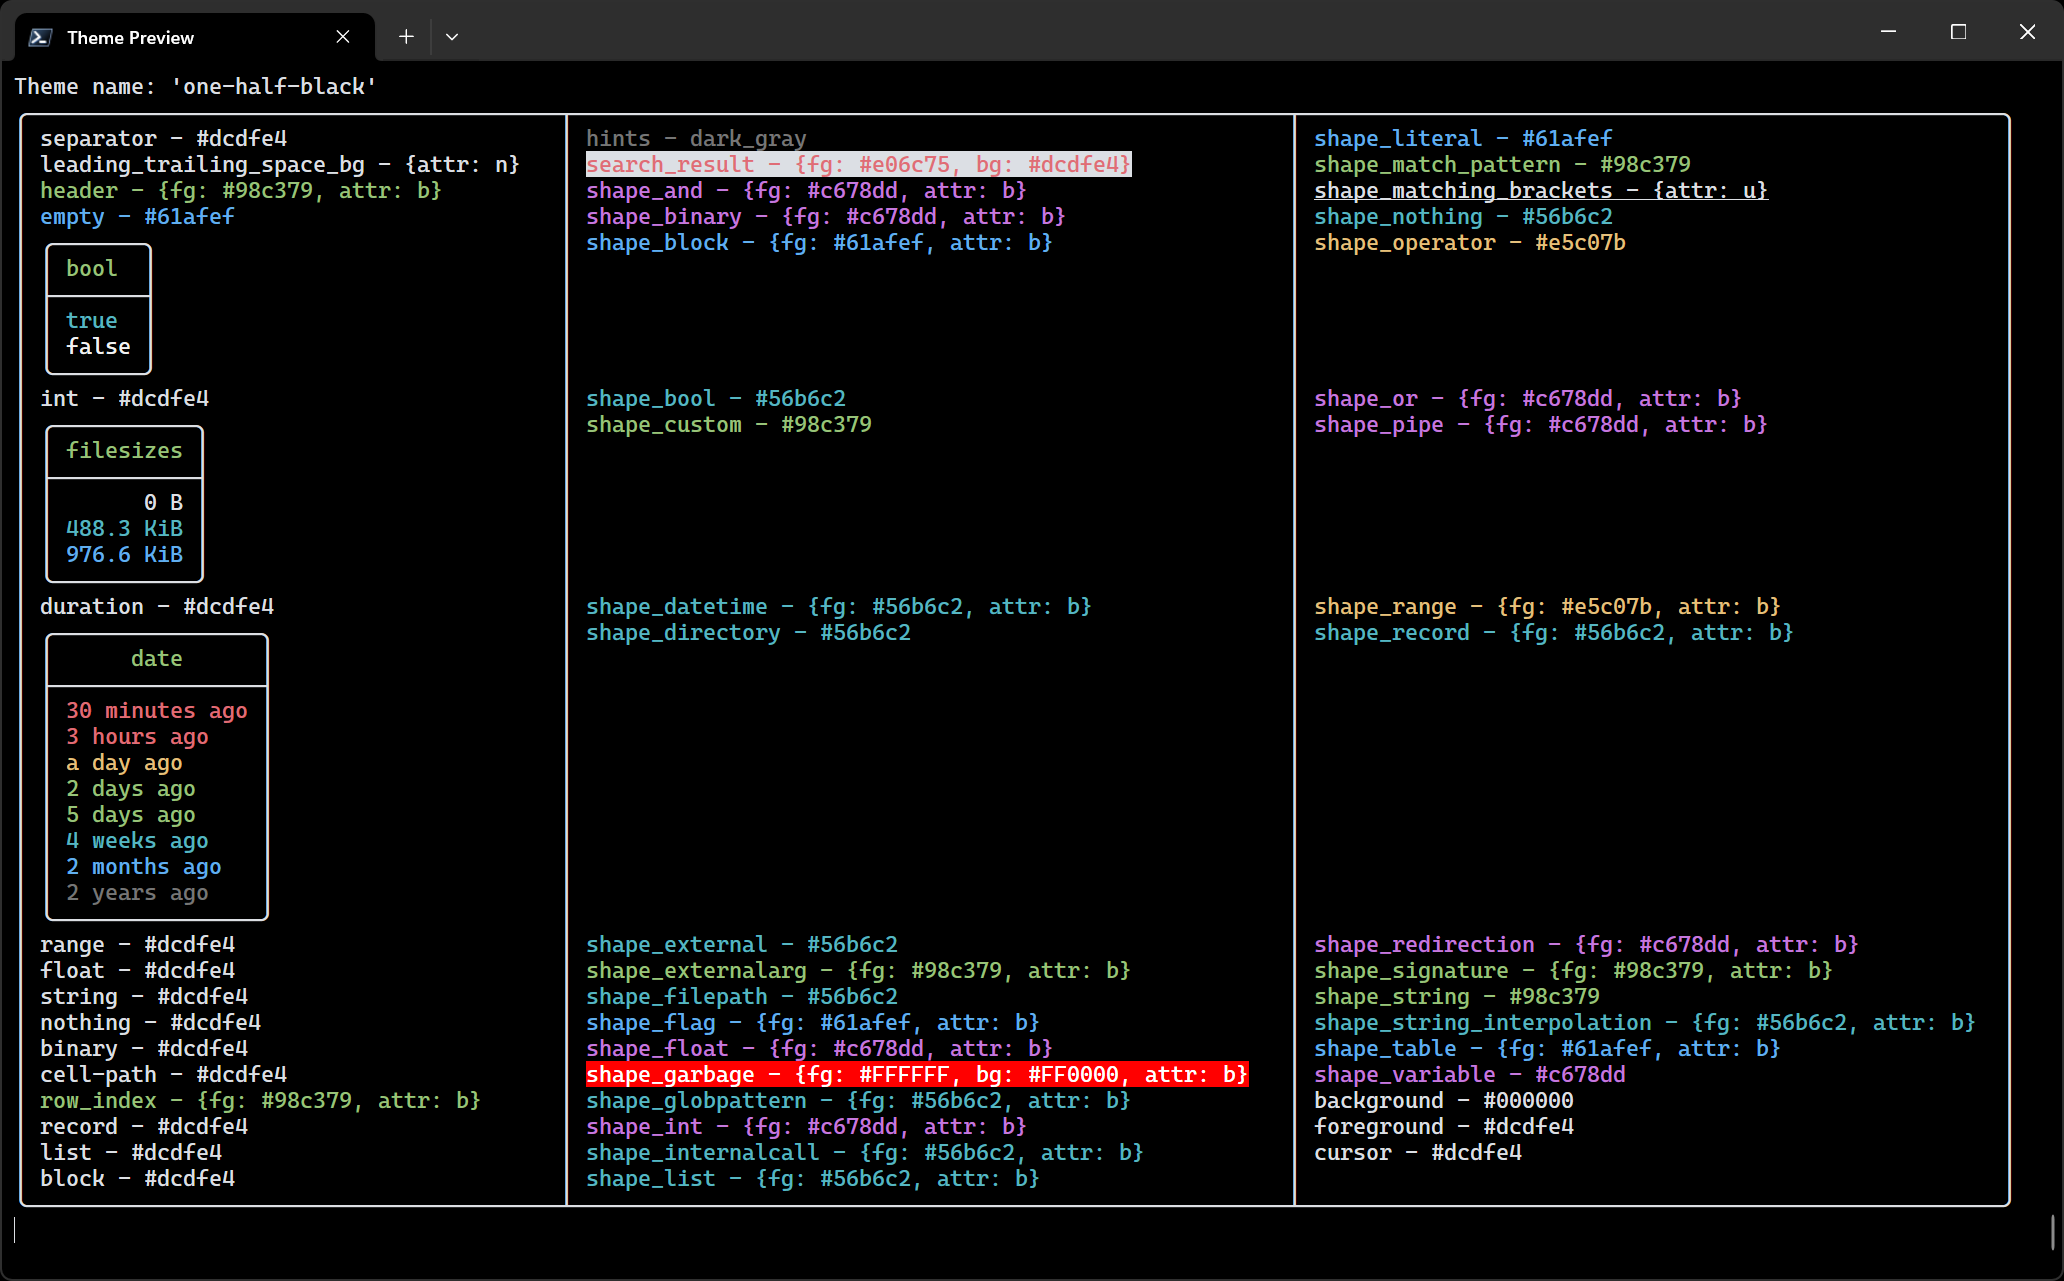 Theme Preview
Theme name: 'one-half-black'
separator - #dcdfe4
leading_trailing_space_bg - {attr: n}
header - {fg: #98c379, attr: b}
empty - #61afef
bool
true
false
int - #dcdfe4
filesizes
0 B
488.3 KiB
976.6 KiB
duration - #dcdfe4
date
30 minutes ago
3 hours ago
a day ago
2 days ago
5 days ago
4 weeks ago
2 months ago
2 years ago
range - #dcdfe4
float - #dcdfe4
string - #dcdfe4
nothing - #dcdfe4
binary - #dcdfe4
cell-path - #dcdfe4
row_index - {fg: #98c379, attr: b}
record - #dcdfe4
list - #dcdfe4
block - #dcdfe4
hints - dark_gray
search_result - {fg: #e06c75, bg: #dcdfe4}
shape_and - {fg: #c678dd, attr: b}
shape_binary - {fg: #c678dd, attr: b}
shape_block - {fg: #61afef, attr: b}
shape_bool - #56b6c2
shape_custom - #98c379
shape_datetime - {fg: #56b6c2, attr: b}
shape_directory - #56b6c2
shape_external - #56b6c2
shape_externalarg - {fg: #98c379, attr: b}
shape_filepath - #56b6c2
shape_flag - {fg: #61afef, attr: b}
shape_float - {fg: #c678dd, attr: b}
shape_garbage - {fg: #FFFFFF, bg: #FF0000, attr: b}
shape_globpattern - {fg: #56b6c2, attr: b}
shape_int - {fg: #c678dd, attr: b}
shape_internalcall - {fg: #56b6c2, attr: b}
shape_list - {fg: #56b6c2, attr: b}
shape_literal - #61afef
shape_match_pattern - #98c379
shape_matching_brackets - {attr: u}
shape_nothing - #56b6c2
shape_operator - #e5c07b
shape_or - {fg: #c678dd, attr: b}
shape_pipe - {fg: #c678dd, attr: b}
shape_range - {fg: #e5c07b, attr: b}
shape_record - {fg: #56b6c2, attr: b}
shape_redirection - {fg: #c678dd, attr: b}
shape_signature - {fg: #98c379, attr: b}
shape_string - #98c379
shape_string_interpolation - {fg: #56b6c2, attr: b}
shape_table - {fg: #61afef, attr: b}
shape_variable - #c678dd
background - #000000
foreground - #dcdfe4
cursor - #dcdfe4